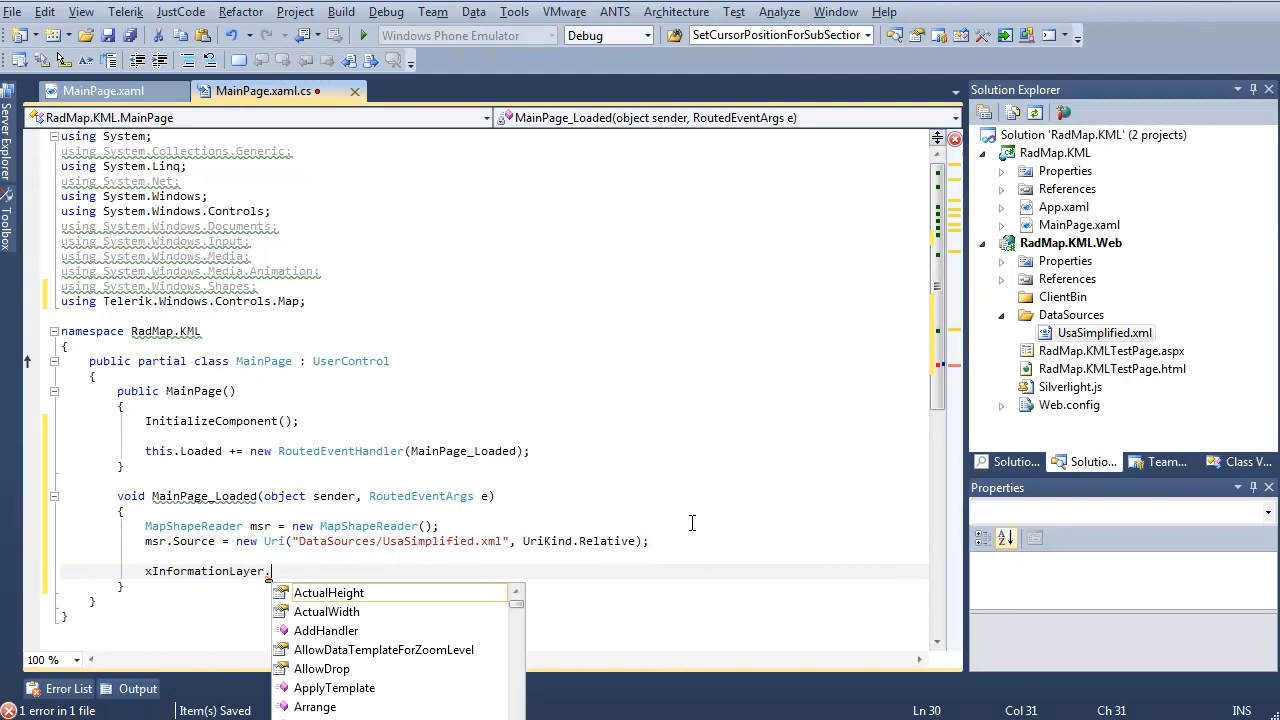 File Edit View Telerik JustCode Refactor Project Build Debug Team Data Tools VMware ANTS Architecture Test Analyze Window Help
Windows Phone Emulator Debug SetCursorPositionForSubSection
MainPage.xaml MainPage.xaml.cs Solution Explorer
RadMap.KML.MainPage MainPage_Loaded(object sender, RoutedEventArgs e)
using System;
using System.Collections.Generic;
using System.Linq;
using System.Net;
using System.Windows;
using System.Windows.Controls;
using System.Windows.Documents;
using System.Windows.Input;
using System.Windows.Media;
using System.Windows.Media.Animation;
using System.Windows.Shapes;
using Telerik.Windows.Controls.Map;
namespace RadMap.KML
{
public partial class MainPage : UserControl
{
public MainPage()
{
InitializeComponent();
this.Loaded += new RoutedEventHandler(MainPage_Loaded);
}
void MainPage_Loaded(object sender, RoutedEventArgs e)
{
MapShapeReader msr = new MapShapeReader();
msr.Source = new Uri("DataSources/UsaSimplified.xml", UriKind.Relative);
xInformationLayer.
}
}
}
ActualHeight
ActualWidth
AddHandler
AllowDataTemplateForZoomLevel
AllowDrop
ApplyTemplate
Arrange
Solution 'RadMap.KML' (2 projects)
RadMap.KML
Properties
References
App.xaml
MainPage.xaml
RadMap.KML.Web
Properties
References
ClientBin
DataSources
UsaSimplified.xml
RadMap.KMLTestPage.aspx
RadMap.KMLTestPage.html
Silverlight.js
Web.config
Solutio... Solutio... Team... Class V...
Properties
Server Explorer
Toolbox
100 %
Error List Output
1 error in 1 file Item(s) Saved Ln 30 Col 31 Ch 31 INS